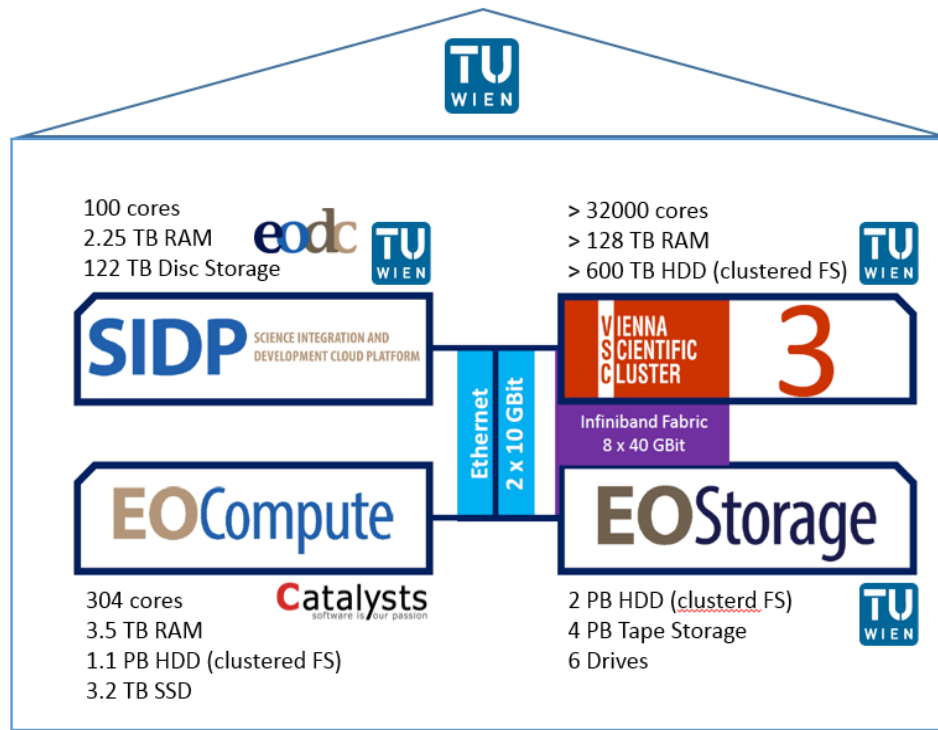 TU
WIEN
100 cores
2.25 TB RAM
122 TB Disc Storage
eodc
TU
WIEN
> 32000 cores
> 128 TB RAM
> 600 TB HDD (clustered FS)
TU
WIEN
SIDP
SCIENCE INTEGRATION AND
DEVELOPMENT CLOUD PLATFORM
VIENNA
SCIENTIFIC
CLUSTER
3
Ethernet
2 x 10 GBit
Infiniband Fabric
8 x 40 GBit
EOCompute
EOStorage
304 cores
3.5 TB RAM
1.1 PB HDD (clustered FS)
3.2 TB SSD
Catalysts
software is our passion
2 PB HDD (clusterd FS)
4 PB Tape Storage
6 Drives
TU
WIEN